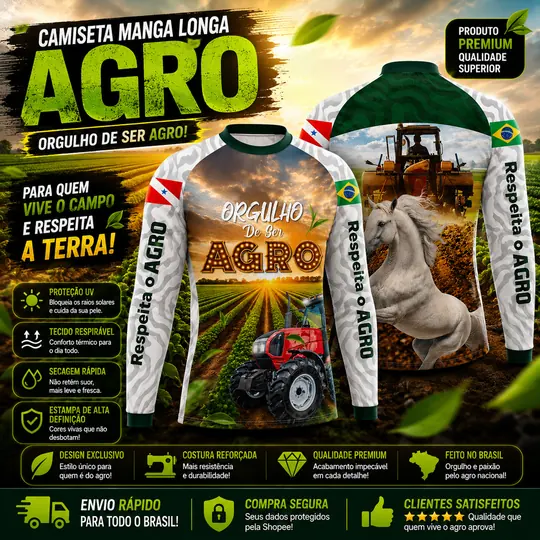 CAMISETA MANGA LONGA
AGRO
ORGULHO DE SER AGRO!
PRODUTO
PREMIUM
QUALIDADE
SUPERIOR
PARA QUEM
VIVE O CAMPO
E RESPEITA
A TERRA!
PROTEÇÃO UV
Bloqueia os raios solares
e cuida da sua pele.
TECIDO RESPIRÁVEL
Conforto térmico para
o dia todo.
SECAGEM RÁPIDA
Não retém suor,
mais leve e fresca.
ESTAMPA DE ALTA
DEFINIÇÃO
Cores vivas que não
desbotam!
ORGULHO
De Ser
AGRO
Respeita o AGRO
Respeita o AGRO
Respeita o AGRO
DESIGN EXCLUSIVO
Estilo único para
quem é do agro!
COSTURA REFORÇADA
Mais resistência
e durabilidade!
QUALIDADE PREMIUM
Acabamento impecável
em cada detalhe!
FEITO NO BRASIL
Orgulho e paixão
pelo agro nacional!
ENVIO RÁPIDO
PARA TODO O BRASIL!
COMPRA SEGURA
Seus dados protegidos
pela Shopee!
CLIENTES SATISFEITOS
Qualidade que
quem vive o agro aprova!